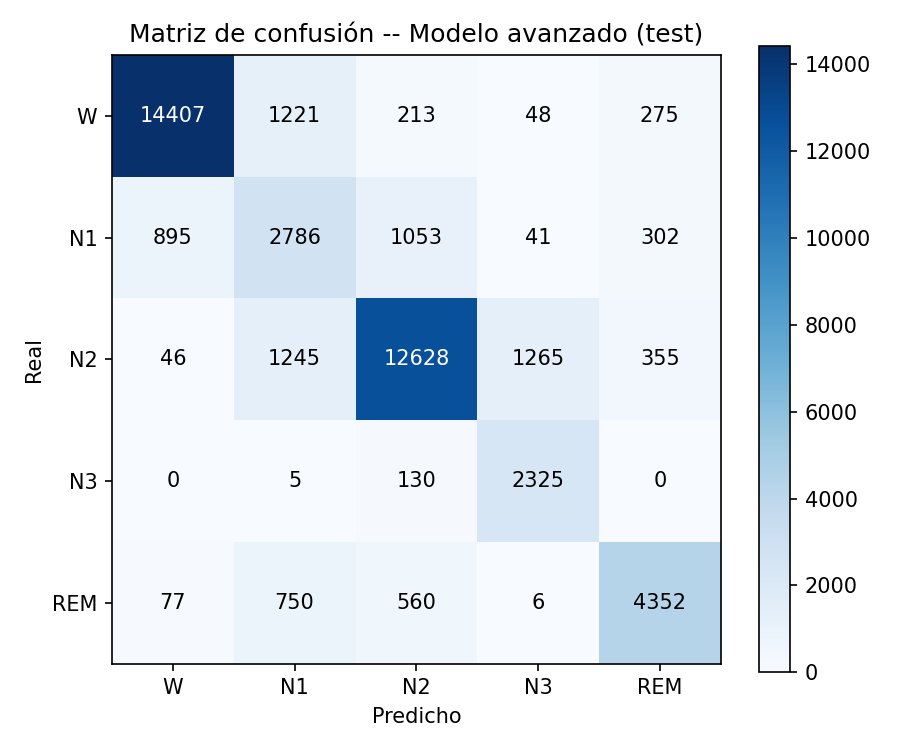 Matriz de confusión -- Modelo avanzado (test)
W 14407 1221 213 48 275
N1 895 2786 1053 41 302
N2 46 1245 12628 1265 355
N3 0 5 130 2325 0
REM 77 750 560 6 4352
W N1 N2 N3 REM
Predicho
Real
14000
12000
10000
8000
6000
4000
2000
0